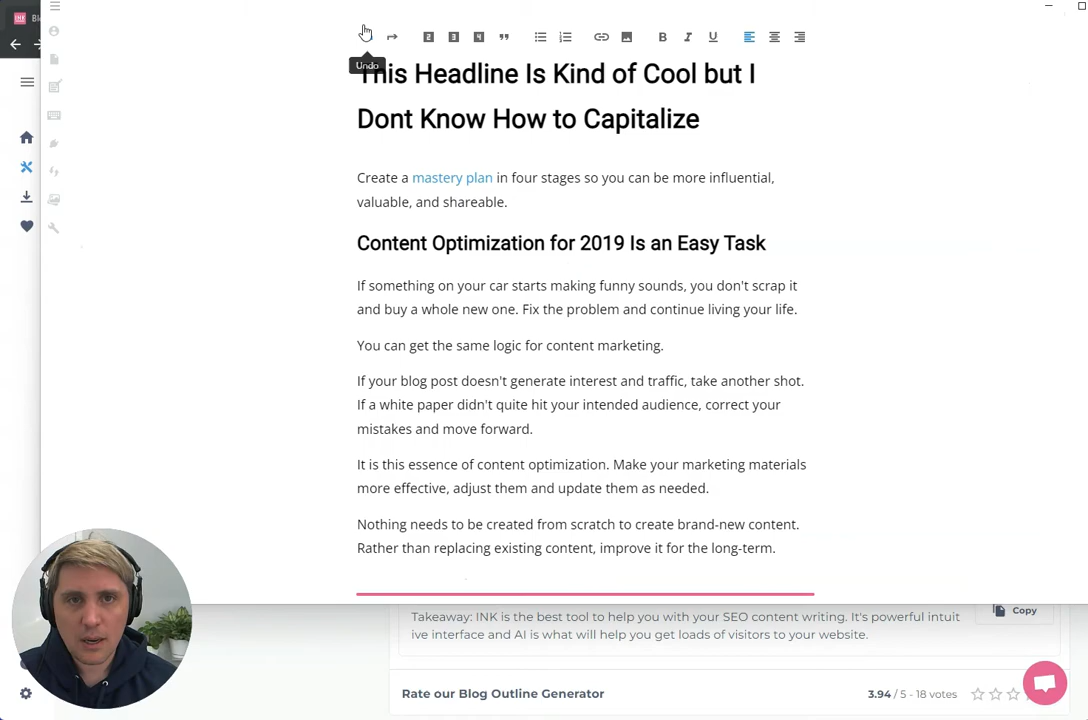 Undo
This Headline Is Kind of Cool but I
Dont Know How to Capitalize
Create a mastery plan in four stages so you can be more influential,
valuable, and shareable.
Content Optimization for 2019 Is an Easy Task
If something on your car starts making funny sounds, you don't scrap it
and buy a whole new one. Fix the problem and continue living your life.
You can get the same logic for content marketing.
If your blog post doesn't generate interest and traffic, take another shot.
If a white paper didn't quite hit your intended audience, correct your
mistakes and move forward.
It is this essence of content optimization. Make your marketing materials
more effective, adjust them and update them as needed.
Nothing needs to be created from scratch to create brand-new content.
Rather than replacing existing content, improve it for the long-term.
Takeaway: INK is the best tool to help you with your SEO content writing. It's powerful intuit
ive interface and AI is what will help you get loads of visitors to your website.
Copy
Rate our Blog Outline Generator
3.94 / 5 - 18 votes